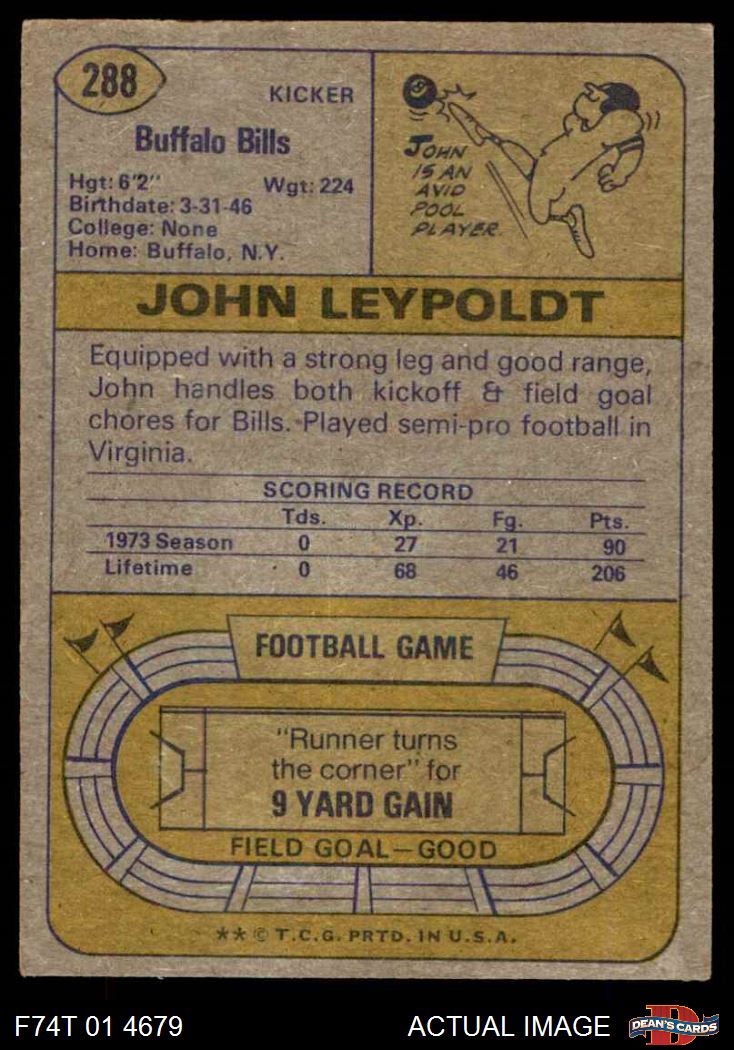 288
KICKER
Buffalo Bills
Hgt: 6'2" Wgt: 224
Birthdate: 3-31-46
College: None
Home: Buffalo, N.Y.
JOHN
IS AN
AVID
POOL
PLAYER.
JOHN LEYPOLDT
Equipped with a strong leg and good range,
John handles both kickoff & field goal
chores for Bills. Played semi-pro football in
Virginia.
SCORING RECORD
Tds. Xp. Fg. Pts.
1973 Season 0 27 21 90
Lifetime 0 68 46 206
FOOTBALL GAME
"Runner turns
the corner" for
9 YARD GAIN
FIELD GOAL—GOOD
** © T.C.G. PRTD. IN U.S.A.
F74T 01 4679 ACTUAL IMAGE
DEAN'S CARDS